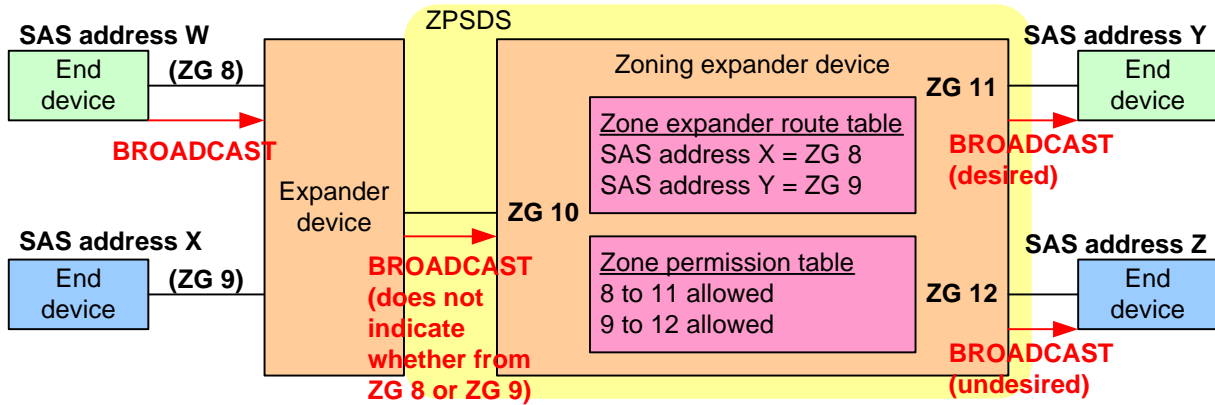 ZPSDS
SAS address W
End
device
(ZG 8)
BROADCAST
SAS address X
End
device
(ZG 9)
Expander
device
BROADCAST
(does not
indicate
whether from
ZG 8 or ZG 9)
Zoning expander device
ZG 10
Zone expander route table
SAS address X = ZG 8
SAS address Y = ZG 9
Zone permission table
8 to 11 allowed
9 to 12 allowed
ZG 11
ZG 12
SAS address Y
End
device
BROADCAST
(desired)
SAS address Z
End
device
BROADCAST
(undesired)